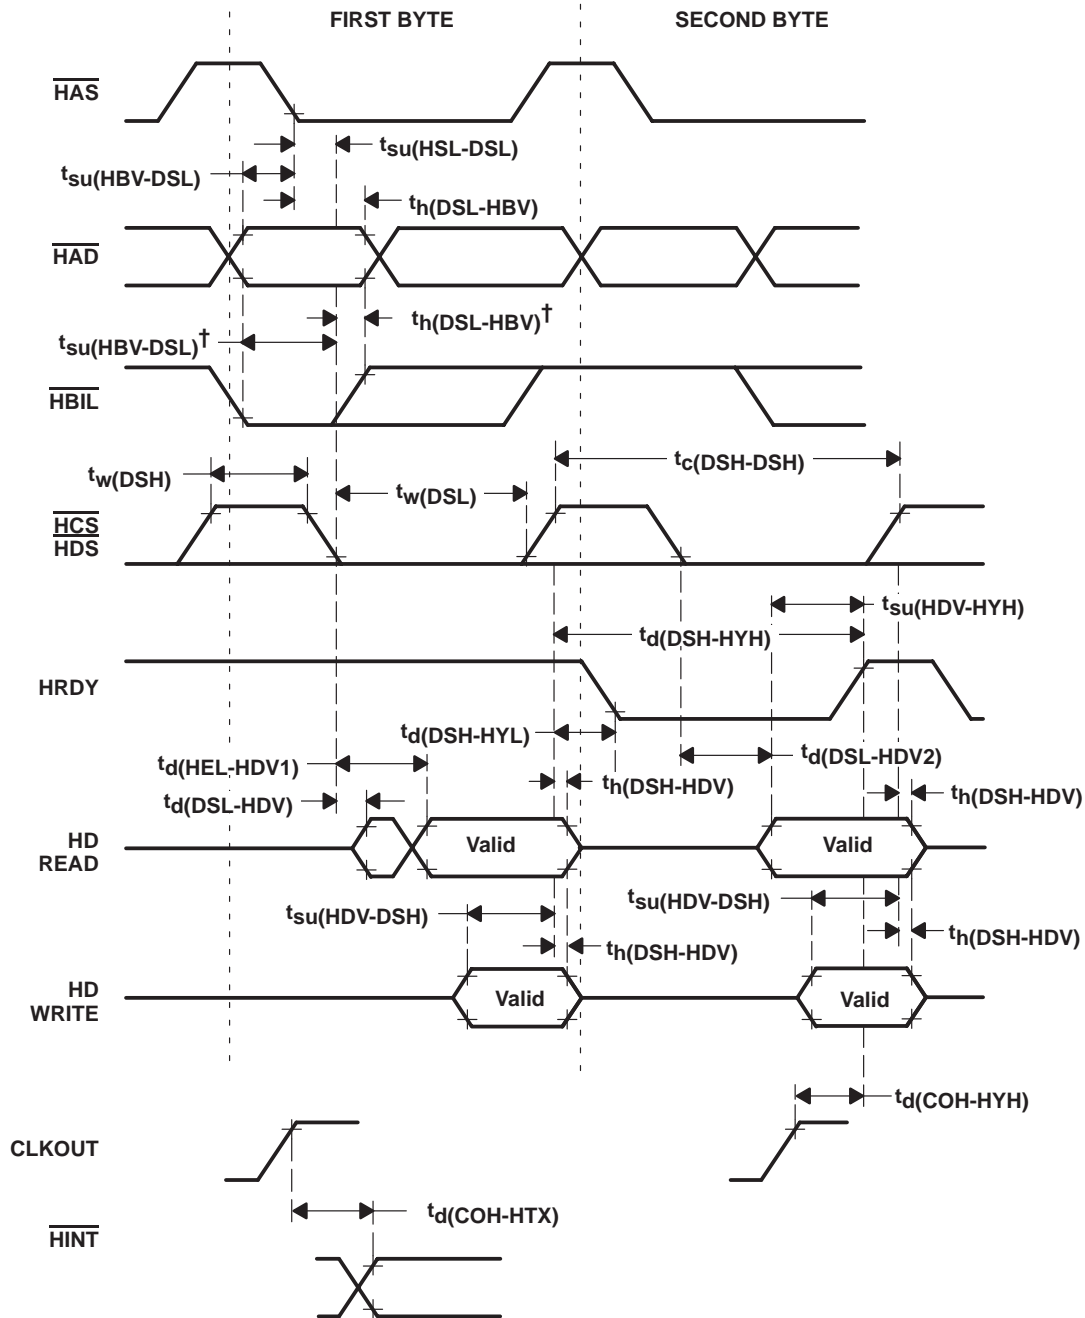 FIRST BYTE
SECOND BYTE
HAS
tsu(HSL-DSL)
tsu(HBV-DSL)
th(DSL-HBV)
HAD
th(DSL-HBV)†
tsu(HBV-DSL)†
HBIL
tc(DSH-DSH)
tw(DSH)
tw(DSL)
HCS
HDS
tsu(HDV-HYH)
td(DSH-HYH)
HRDY
td(DSH-HYL)
td(DSL-HDV2)
td(HEL-HDV1)
th(DSH-HDV)
th(DSH-HDV)
td(DSL-HDV)
HD
READ
Valid
Valid
tsu(HDV-DSH)
tsu(HDV-DSH)
th(DSH-HDV)
th(DSH-HDV)
HD
WRITE
Valid
Valid
td(COH-HYH)
CLKOUT
td(COH-HTX)
HINT